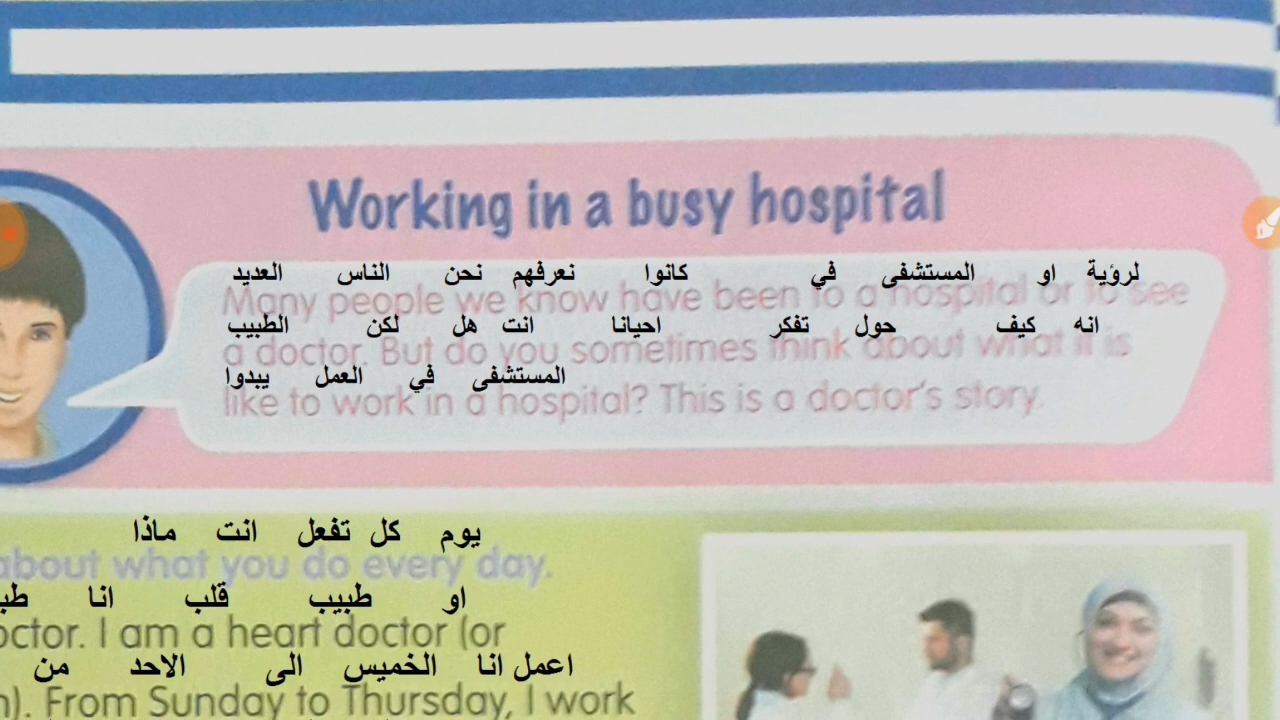 Working in a busy hospital
العديد الناس نحن نعرفهم كانوا في المستشفى او لرؤية
Many people we know have been to a hospital or to see
الطبيب لكن هل انت احيانا تفكر حول كيف انه
a doctor. But do you sometimes think about what it is
يبدوا العمل في المستشفى
like to work in a hospital? This is a doctor's story.
ماذا انت تفعل كل يوم
about what you do every day.
انا قلب طبيب او
I am a heart doctor (or
من الاحد الى الخميس انا اعمل
From Sunday to Thursday, I work